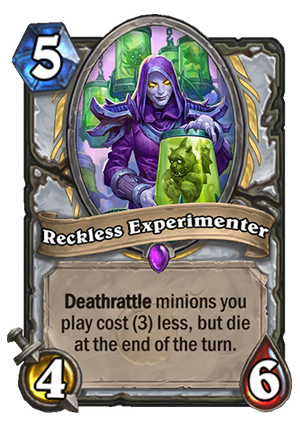 5
Reckless Experimenter
Deathrattle minions you
play cost (3) less, but die
at the end of the turn.
4
6